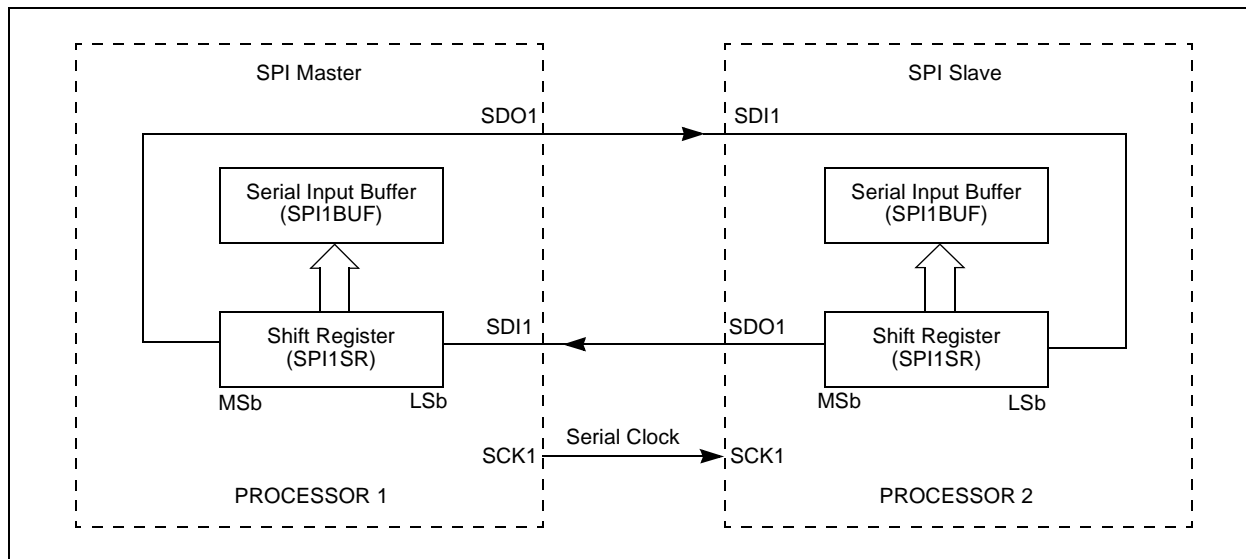 SPI Master
SPI Slave
SDO1
SDI1
Serial Input Buffer
(SPI1BUF)
Serial Input Buffer
(SPI1BUF)
Shift Register
(SPI1SR)
SDI1
SDO1
Shift Register
(SPI1SR)
MSb
LSb
MSb
LSb
Serial Clock
SCK1
SCK1
PROCESSOR 1
PROCESSOR 2